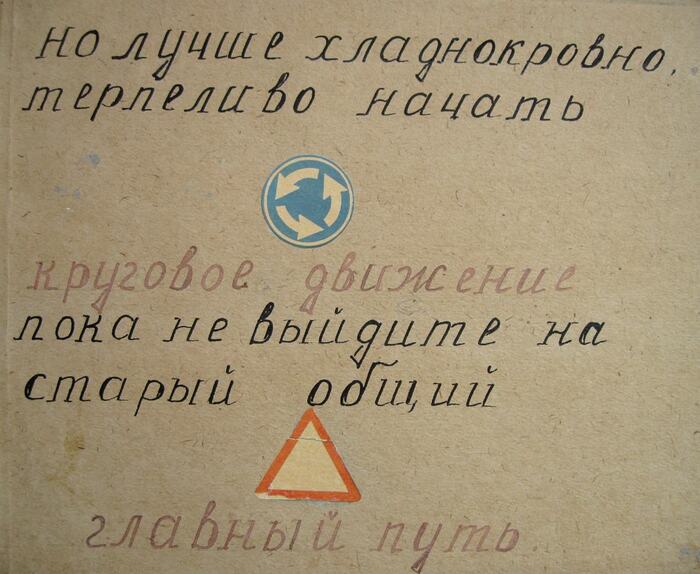 но лучше хладнокровно,
терпеливо начать
круговое движение
пока не выйдите на
старый общий
главный путь.